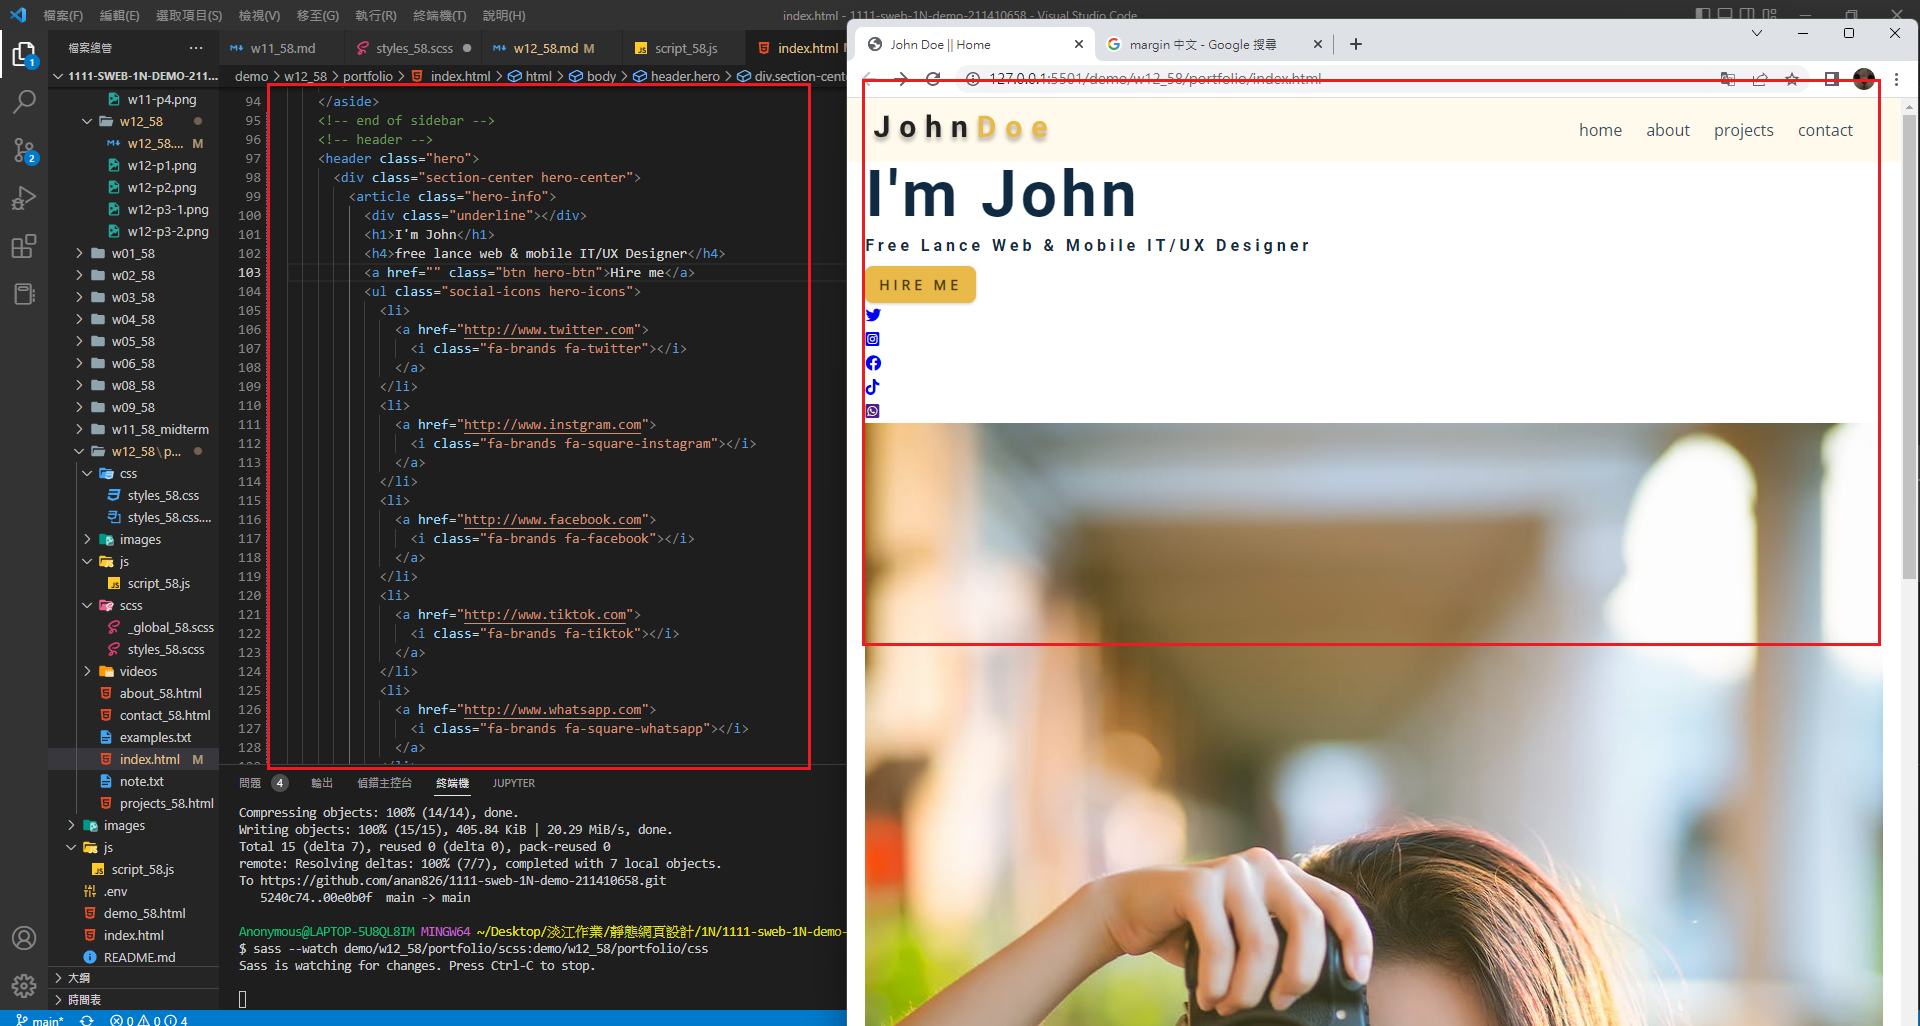 檔案(F) 編輯(E) 選取項目(S) 檢視(V) 移至(G) 執行(R) 終端機(T) 說明(H)
index.html - 1111-sweb-1N-demo-211410658 - Visual Studio Code
檔案總管
1111-SWEB-1N-DEMO-211...
w11-p4.png
w12_58
w12_58.... M
w12-p1.png
w12-p2.png
w12-p3-1.png
w12-p3-2.png
w01_58
w02_58
w03_58
w04_58
w05_58
w06_58
w08_58
w09_58
w11_58_midterm
w12_58\p...
css
styles_58.css
styles_58.css....
images
js
script_58.js
scss
_global_58.scss
styles_58.scss
videos
about_58.html
contact_58.html
examples.txt
index.html M
note.txt
projects_58.html
images
js
script_58.js
.env
demo_58.html
index.html
README.md
大綱
時間表
1
2
w11_58.md styles_58.scss w12_58.md M script_58.js index.html
demo > w12_58 > portfolio > index.html > html > body > header.hero > div.section-cente
94 </aside>
95 <!-- end of sidebar -->
96 <!-- header -->
97 <header class="hero">
98 <div class="section-center hero-center">
99 <article class="hero-info">
100 <div class="underline"></div>
101 <h1>I'm John</h1>
102 <h4>free lance web & mobile IT/UX Designer</h4>
103 <a href="" class="btn hero-btn">Hire me</a>
104 <ul class="social-icons hero-icons">
105 <li>
106 <a href="http://www.twitter.com">
107 <i class="fa-brands fa-twitter"></i>
108 </a>
109 </li>
110 <li>
111 <a href="http://www.instgram.com">
112 <i class="fa-brands fa-square-instagram"></i>
113 </a>
114 </li>
115 <li>
116 <a href="http://www.facebook.com">
117 <i class="fa-brands fa-facebook"></i>
118 </a>
119 </li>
120 <li>
121 <a href="http://www.tiktok.com">
122 <i class="fa-brands fa-tiktok"></i>
123 </a>
124 </li>
125 <li>
126 <a href="http://www.whatsapp.com">
127 <i class="fa-brands fa-square-whatsapp"></i>
128 </a>
問題 4 輸出 偵錯主控台 終端機 JUPYTER
Compressing objects: 100% (14/14), done.
Writing objects: 100% (15/15), 405.84 KiB | 20.29 MiB/s, done.
Total 15 (delta 7), reused 0 (delta 0), pack-reused 0
remote: Resolving deltas: 100% (7/7), completed with 7 local objects.
To https://github.com/anan826/1111-sweb-1N-demo-211410658.git
5240c74..00e0b0f main -> main
Anonymous@LAPTOP-5U8QL8IM MINGW64 ~/Desktop/淡江作業/靜態網頁設計/1N/1111-sweb-1N-demo-
$ sass --watch demo/w12_58/portfolio/scss:demo/w12_58/portfolio/css
Sass is watching for changes. Press Ctrl-C to stop.
main* 0 0 4
John Doe || Home
margin 中文 - Google 搜尋
127.0.0.1:5501/demo/w12_58/portfolio/index.html
JohnDoe
home about projects contact
I'm John
Free Lance Web & Mobile IT/UX Designer
HIRE ME